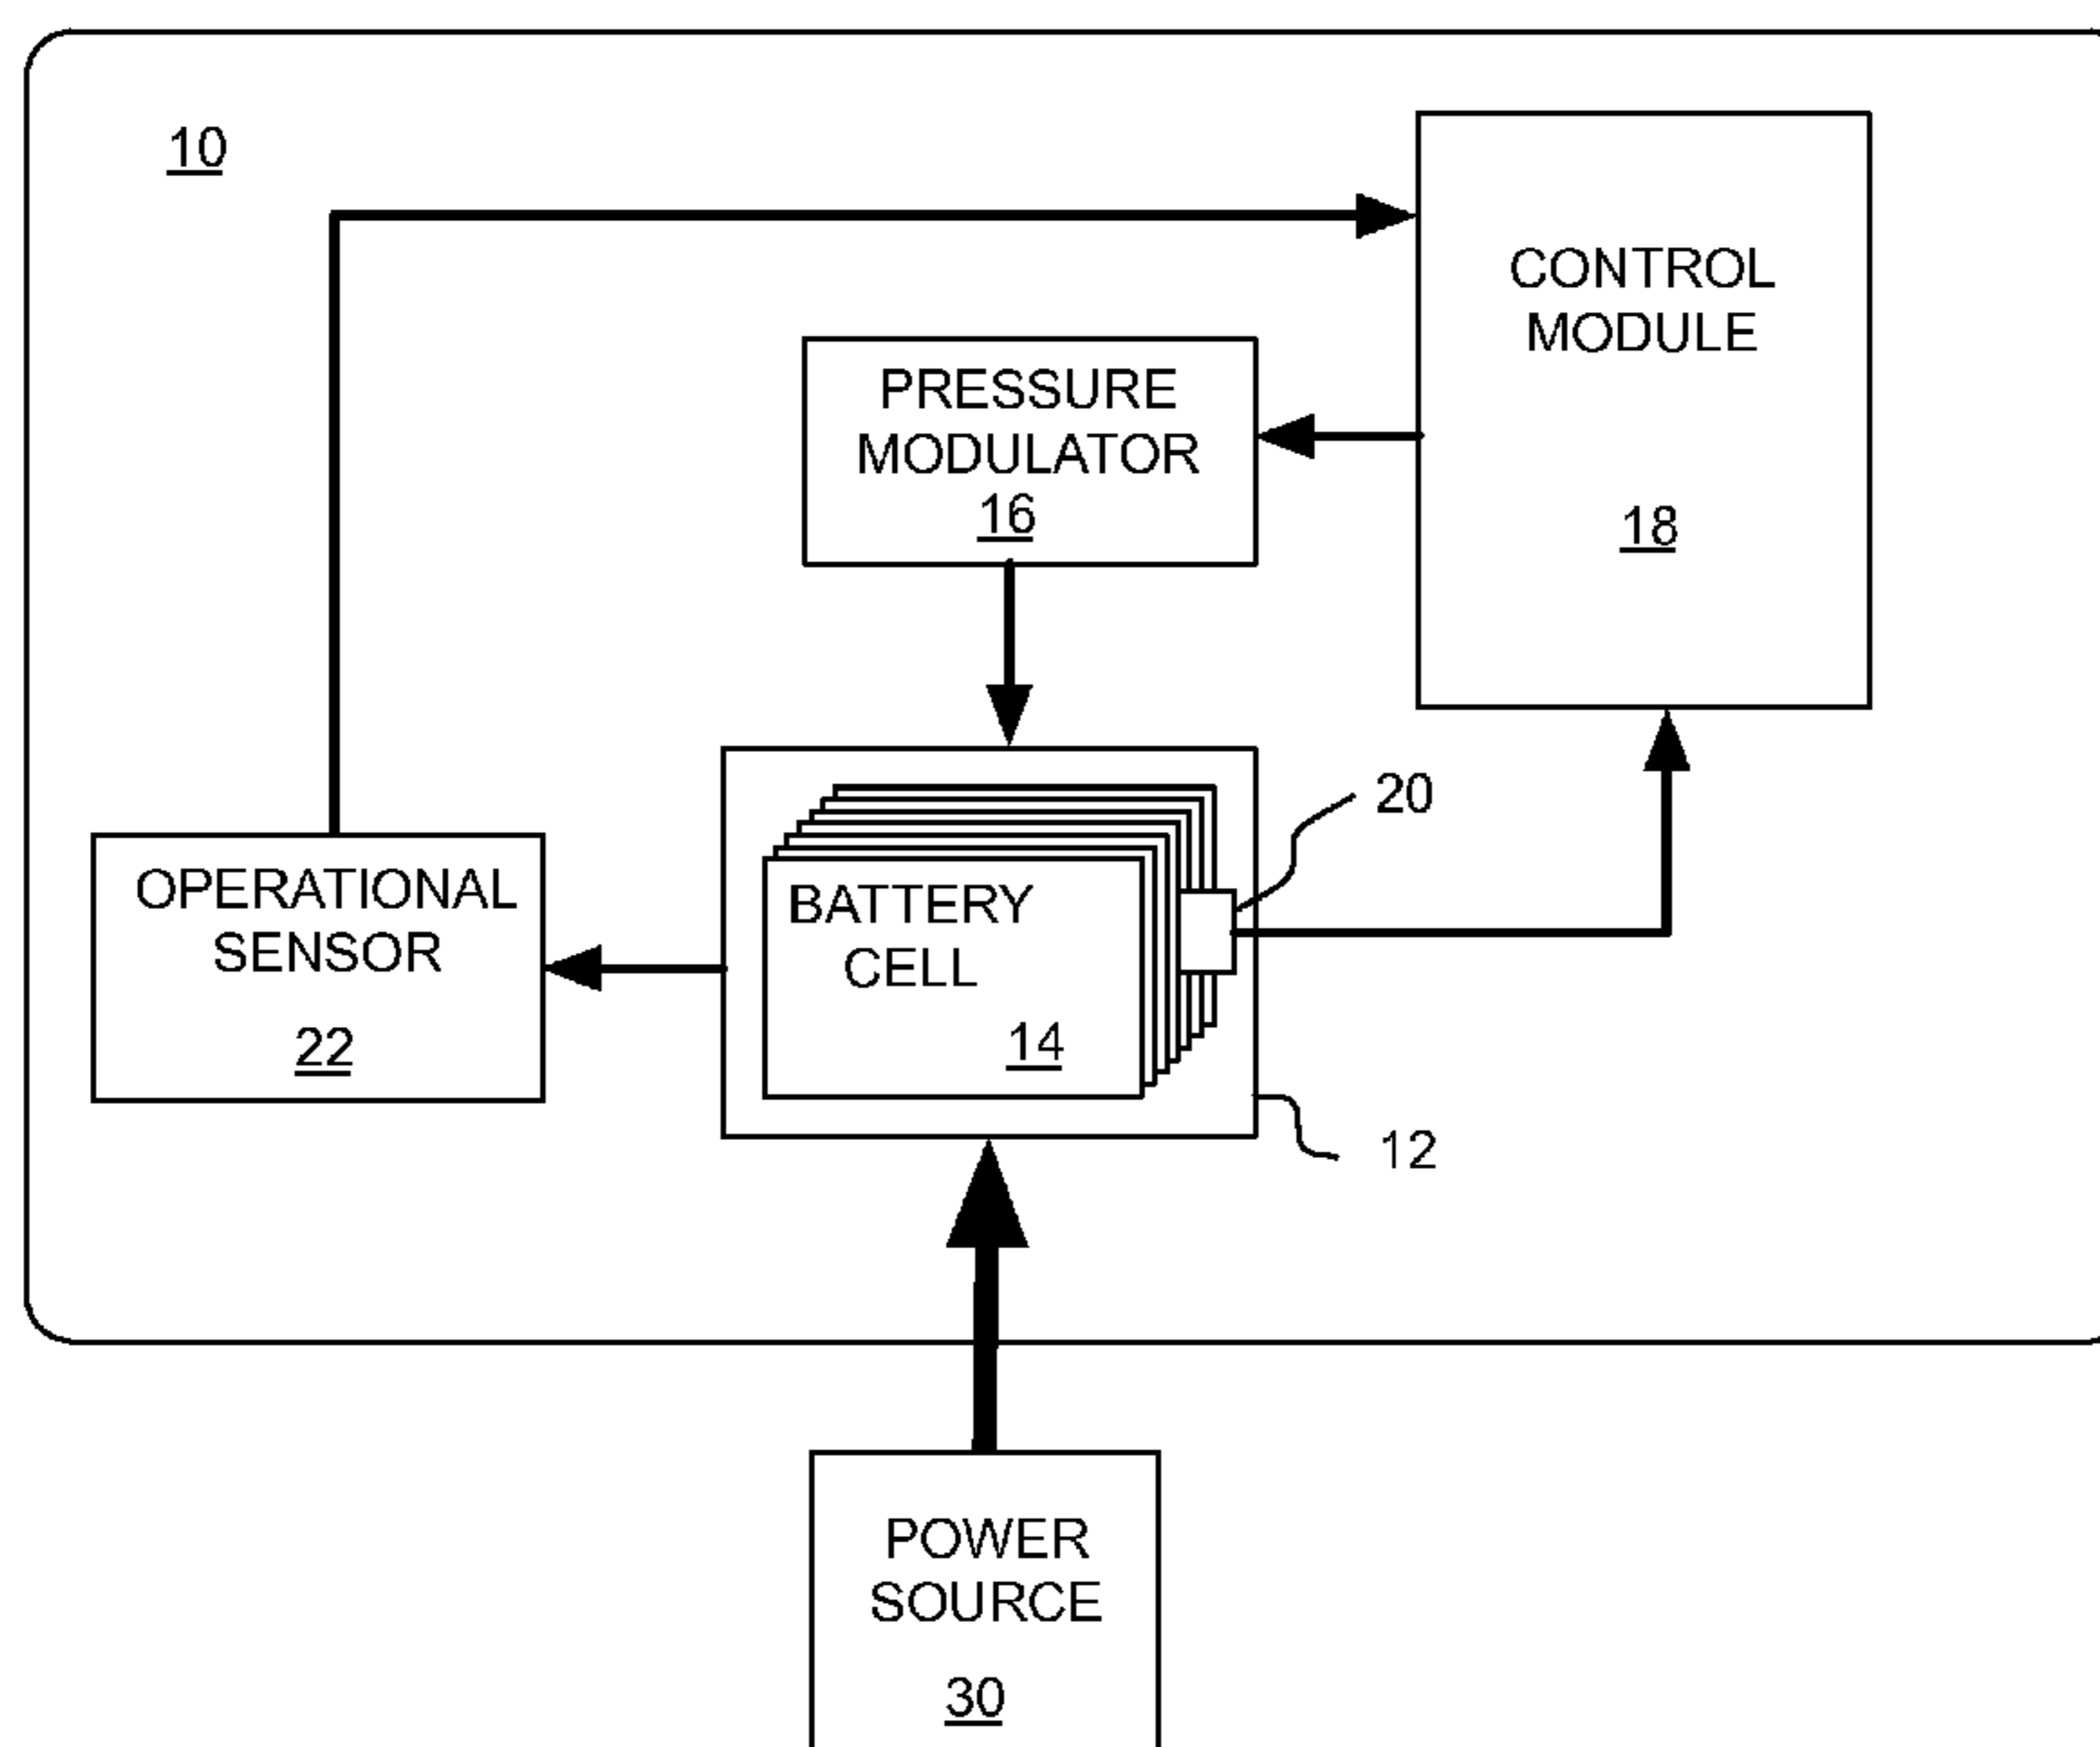 10
CONTROL
MODULE
18
PRESSURE
MODULATOR
16
20
OPERATIONAL
SENSOR
22
BATTERY
CELL
14
12
POWER
SOURCE
30